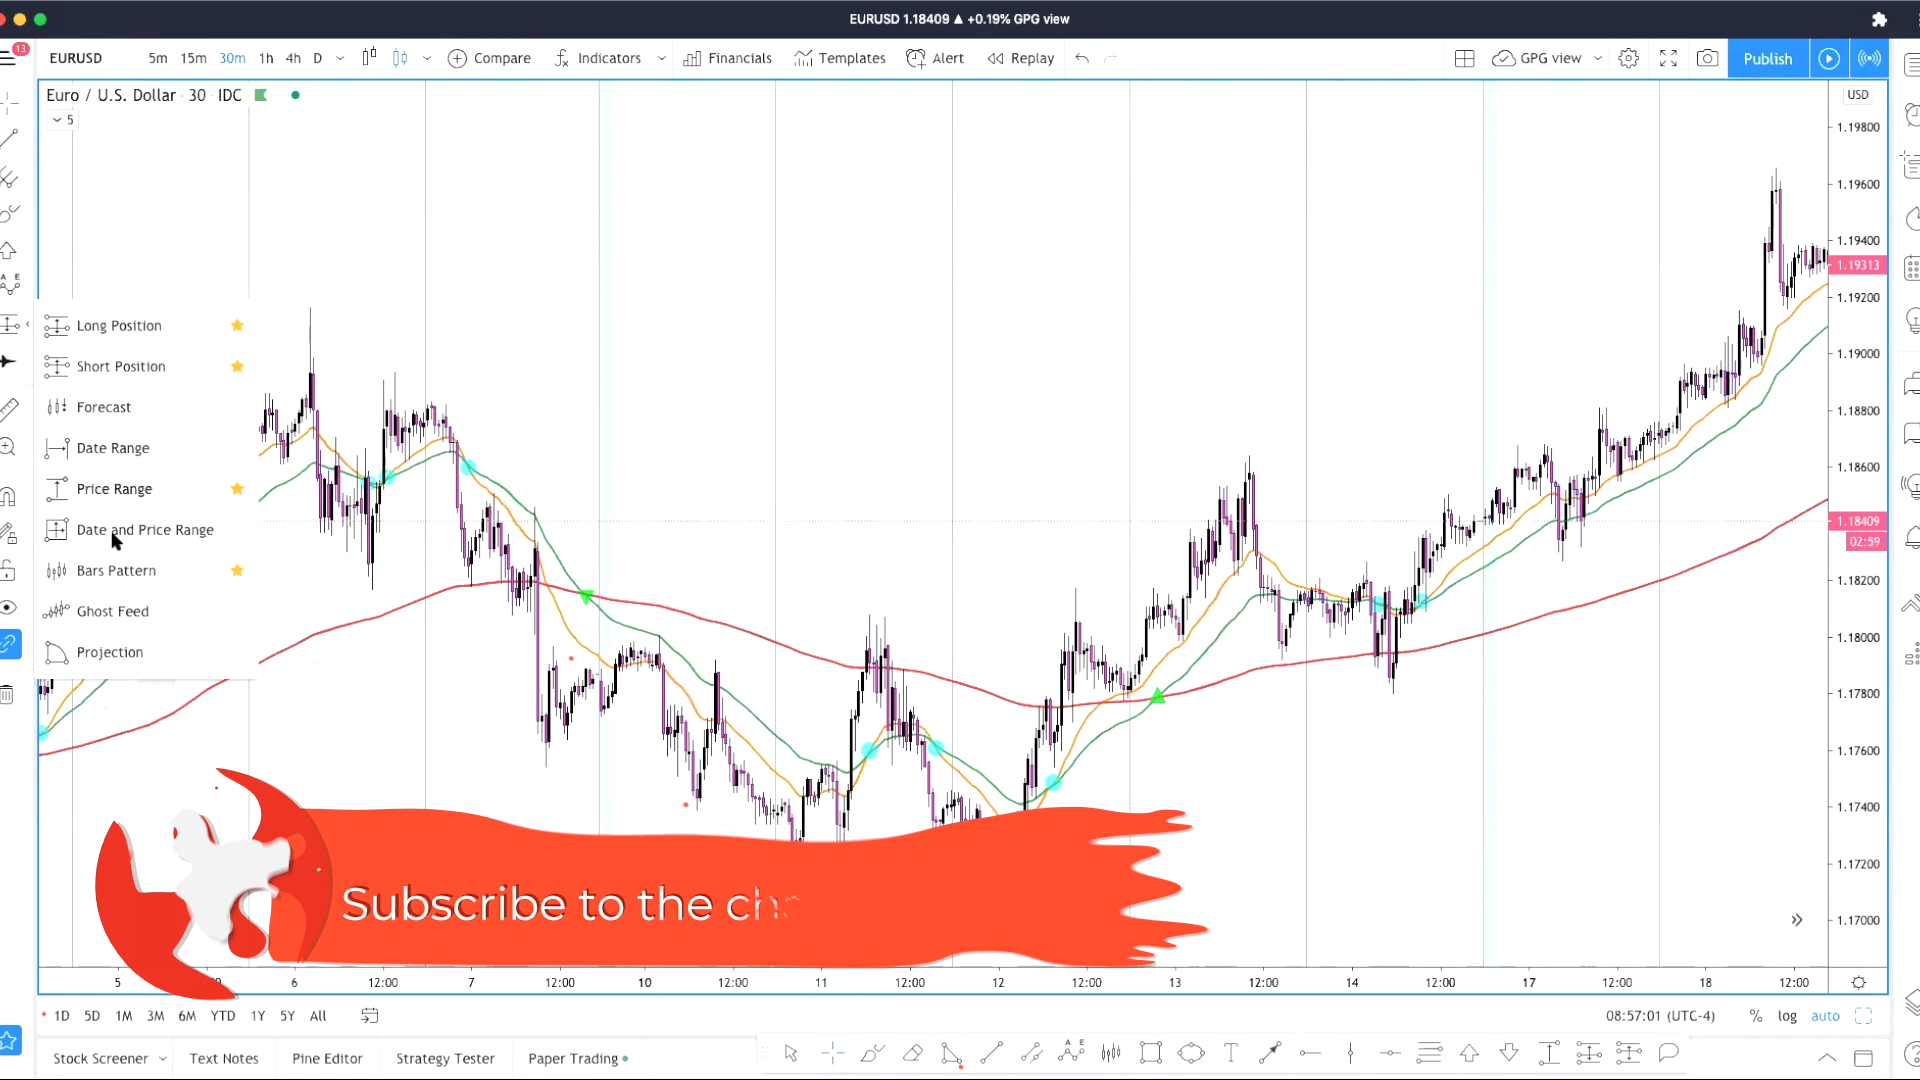 EURUSD 1.18409 ▲ +0.19% GPG view
13
EURUSD 5m 15m 30m 1h 4h D Compare Indicators Financials Templates Alert Replay GPG view Publish
Euro / U.S. Dollar · 30 · IDC
5
USD
1.19800
1.19600
1.19400
1.19313
1.19200
1.19000
1.18800
1.18600
1.18409
02:59
1.18200
1.18000
1.17800
1.17600
1.17400
1.17200
1.17000
Long Position
Short Position
Forecast
Date Range
Price Range
Date and Price Range
Bars Pattern
Ghost Feed
Projection
Subscribe to the ch
5 6 12:00 7 12:00 10 12:00 11 12:00 12 12:00 13 12:00 14 12:00 17 12:00 18 12:00
1D 5D 1M 3M 6M YTD 1Y 5Y All 08:57:01 (UTC-4) % log auto
Stock Screener Text Notes Pine Editor Strategy Tester Paper Trading